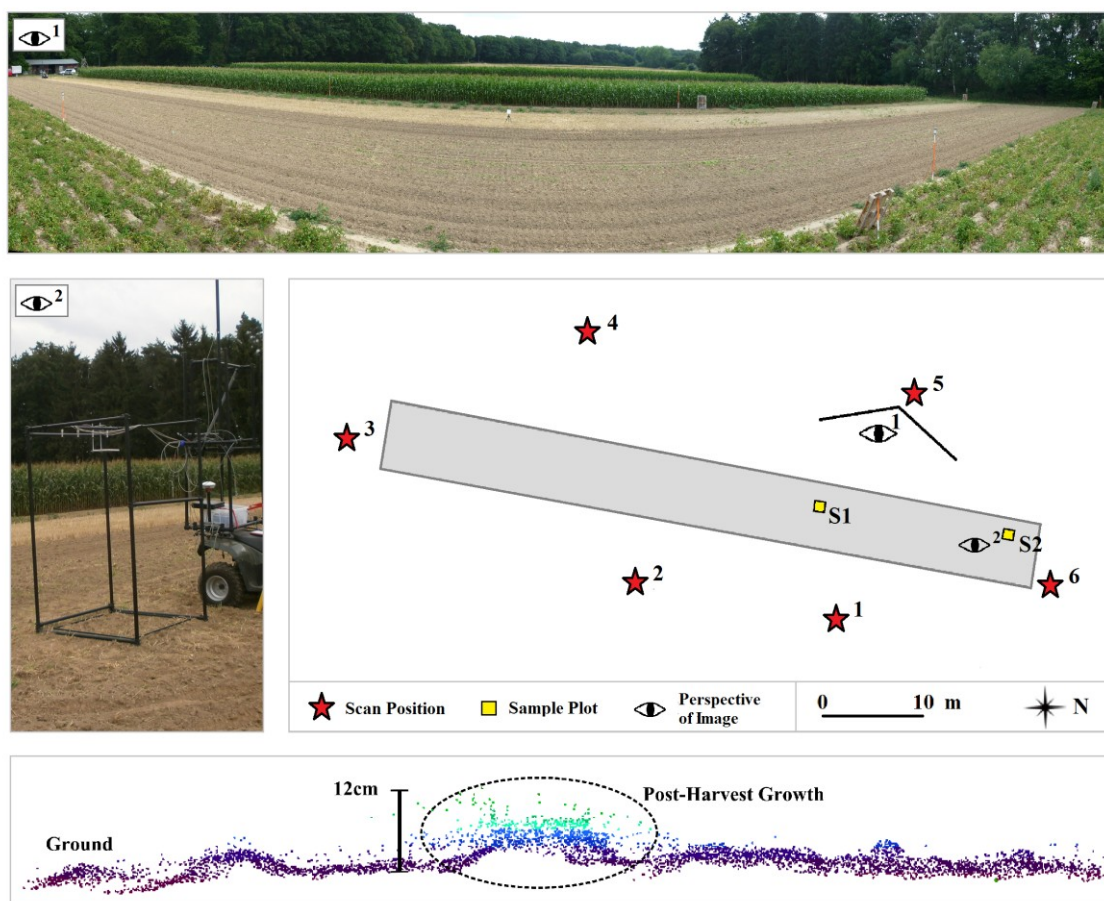 1
2
4
5
3
1
S1
2
S2
2
6
1
Scan Position
Sample Plot
Perspective
of Image
0 10 m
N
12cm
Post-Harvest Growth
Ground